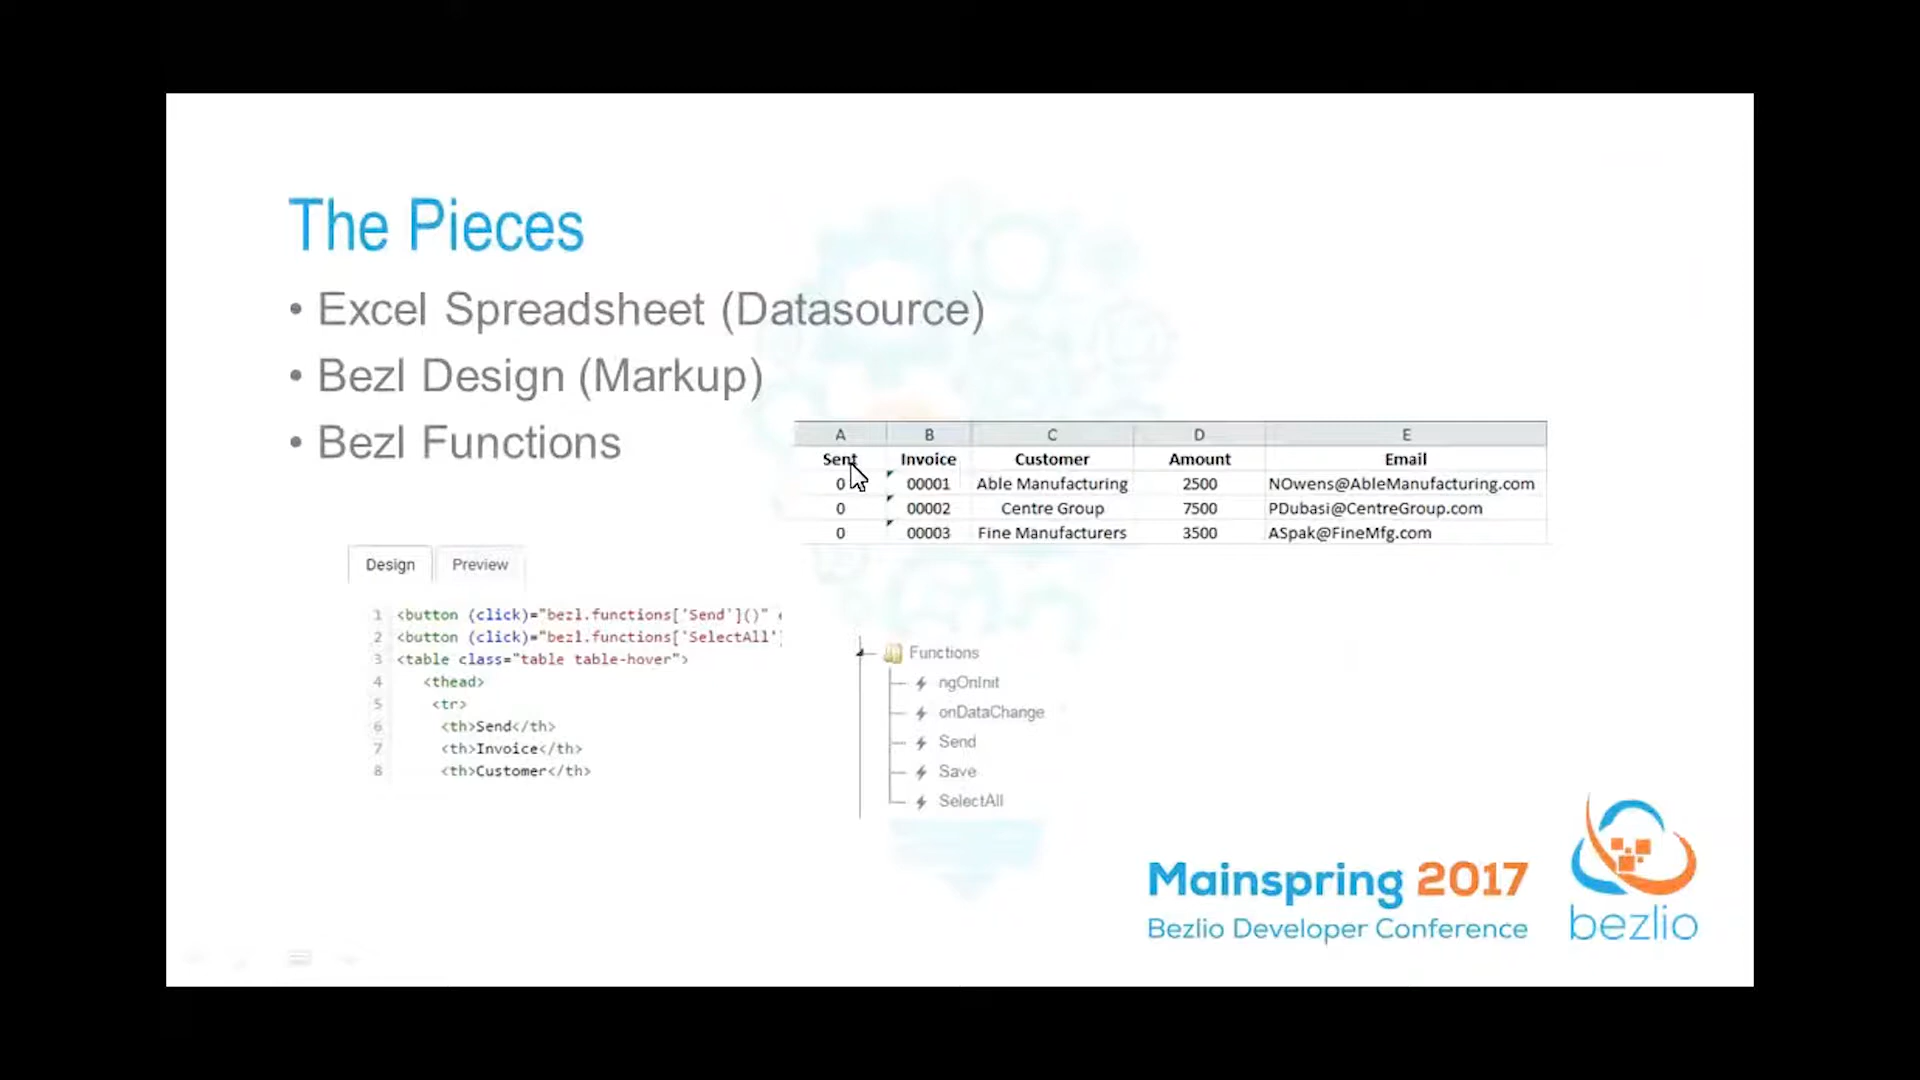 The Pieces
• Excel Spreadsheet (Datasource)
• Bezl Design (Markup)
• Bezl Functions
A B C D E
Sent Invoice Customer Amount Email
0 00001 Able Manufacturing 2500 NOwens@AbleManufacturing.com
0 00002 Centre Group 7500 PDubasi@CentreGroup.com
0 00003 Fine Manufacturers 3500 ASpak@FineMfg.com
Design Preview
1 <button (click)="bezl.functions['Send']()"
2 <button (click)="bezl.functions['SelectAll'
3 <table class="table table-hover">
4 <thead>
5 <tr>
6 <th>Send</th>
7 <th>Invoice</th>
8 <th>Customer</th>
Functions
ngOnInit
onDataChange
Send
Save
SelectAll
Mainspring 2017
Bezlio Developer Conference
bezlio